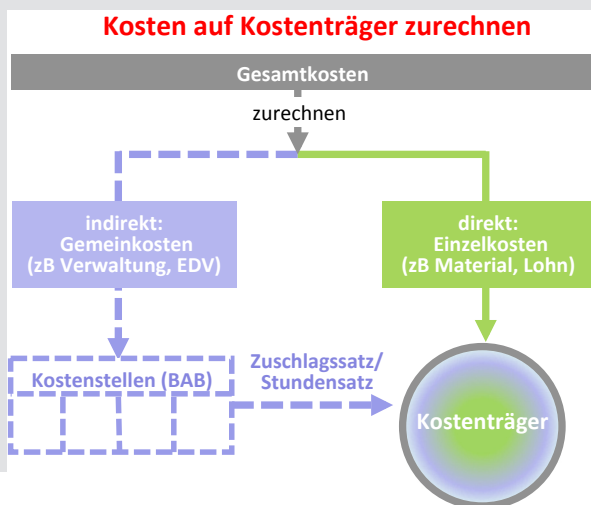 Kosten auf Kostenträger zurechnen
Gesamtkosten
zurechnen
indirekt:
Gemeinkosten
(zB Verwaltung, EDV)
direkt:
Einzelkosten
(zB Material, Lohn)
Kostenstellen (BAB)
Zuschlagssatz/
Stundensatz
Kostenträger